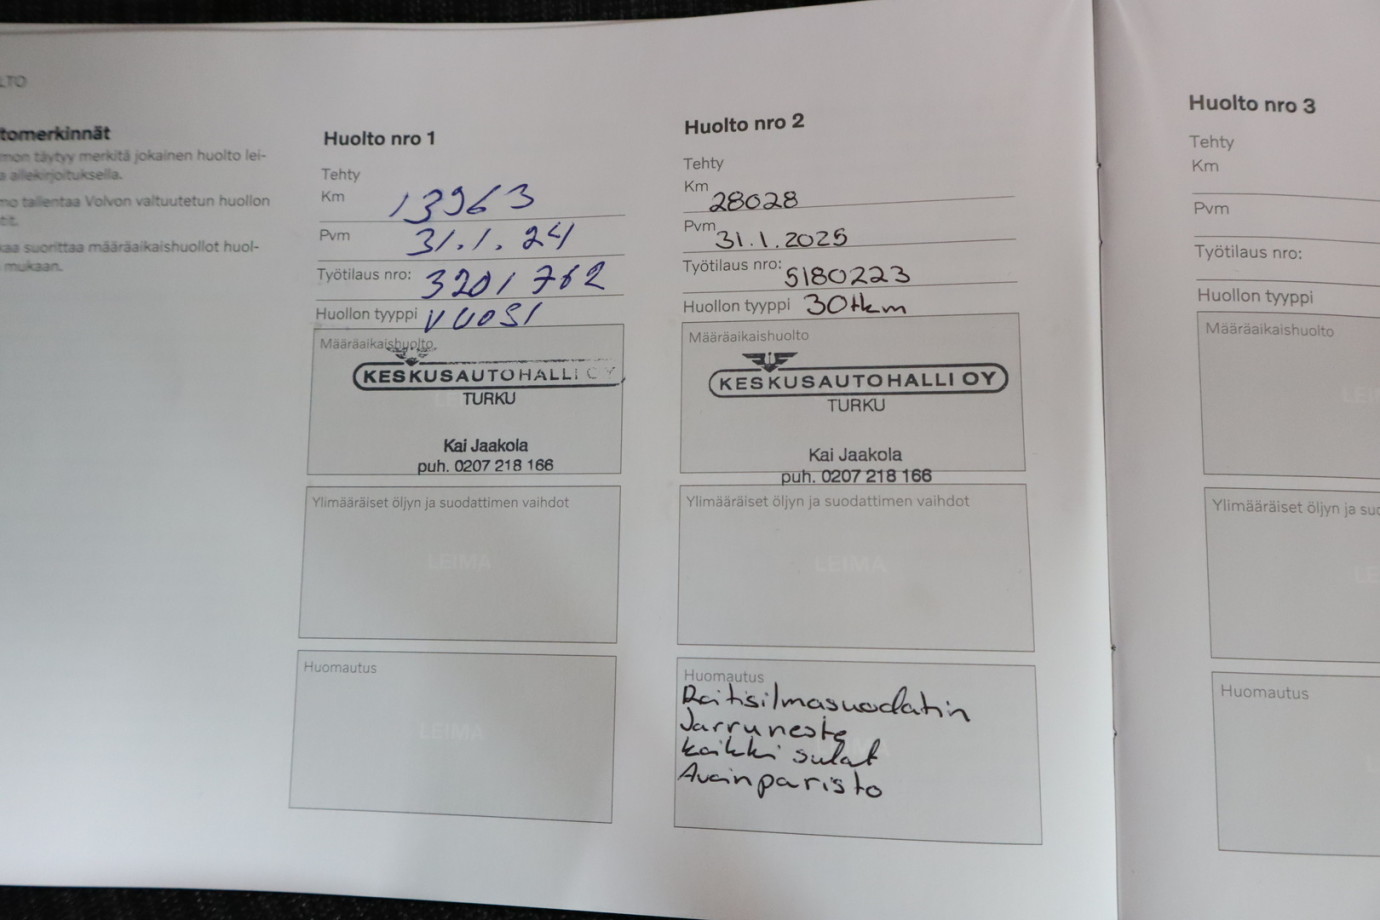 LTO
tomerkinnät
mon täytyy merkitä jokainen huolto lei-
a allekirjoituksella.
mo tallentaa Volvon valtuutetun huollon
tit.
kaa suorittaa määräaikaishuollot huol-
mukaan.
Huolto nro 1
Tehty
Km 13963
Pvm 31.1.24
Työtilaus nro: 3201762
Huollon tyyppi VUOSI
Määräaikaishuolto
KESKUSAUTOHALLI OY
TURKU
Kai Jaakola
puh. 0207 218 166
Ylimääräiset öljyn ja suodattimen vaihdot
LEIMA
Huomautus
LEIMA
Huolto nro 2
Tehty
Km 28028
Pvm 31.1.2025
Työtilaus nro: 5180223
Huollon tyyppi 30tkm
Määräaikaishuolto
KESKUSAUTOHALLI OY
TURKU
Kai Jaakola
puh. 0207 218 166
Ylimääräiset öljyn ja suodattimen vaihdot
LEIMA
Huomautus
Raitisilmasuodatin
Jarruneste
kaikki sulat
Avainparisto
Huolto nro 3
Tehty
Km
Pvm
Työtilaus nro:
Huollon tyyppi
Määräaikaishuolto
Ylimääräiset öljyn ja suo
Huomautus